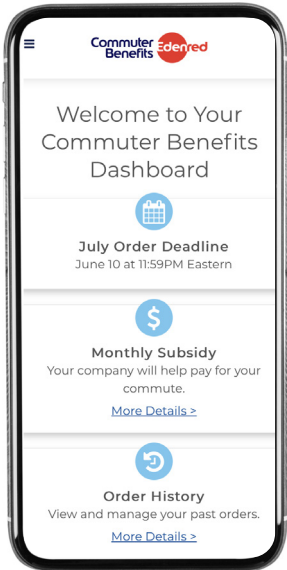 Commuter
Benefits
Edenred
Welcome to Your
Commuter Benefits
Dashboard
July Order Deadline
June 10 at 11:59PM Eastern
$
Monthly Subsidy
Your company will help pay for your
commute.
More Details >
Order History
View and manage your past orders.
More Details >